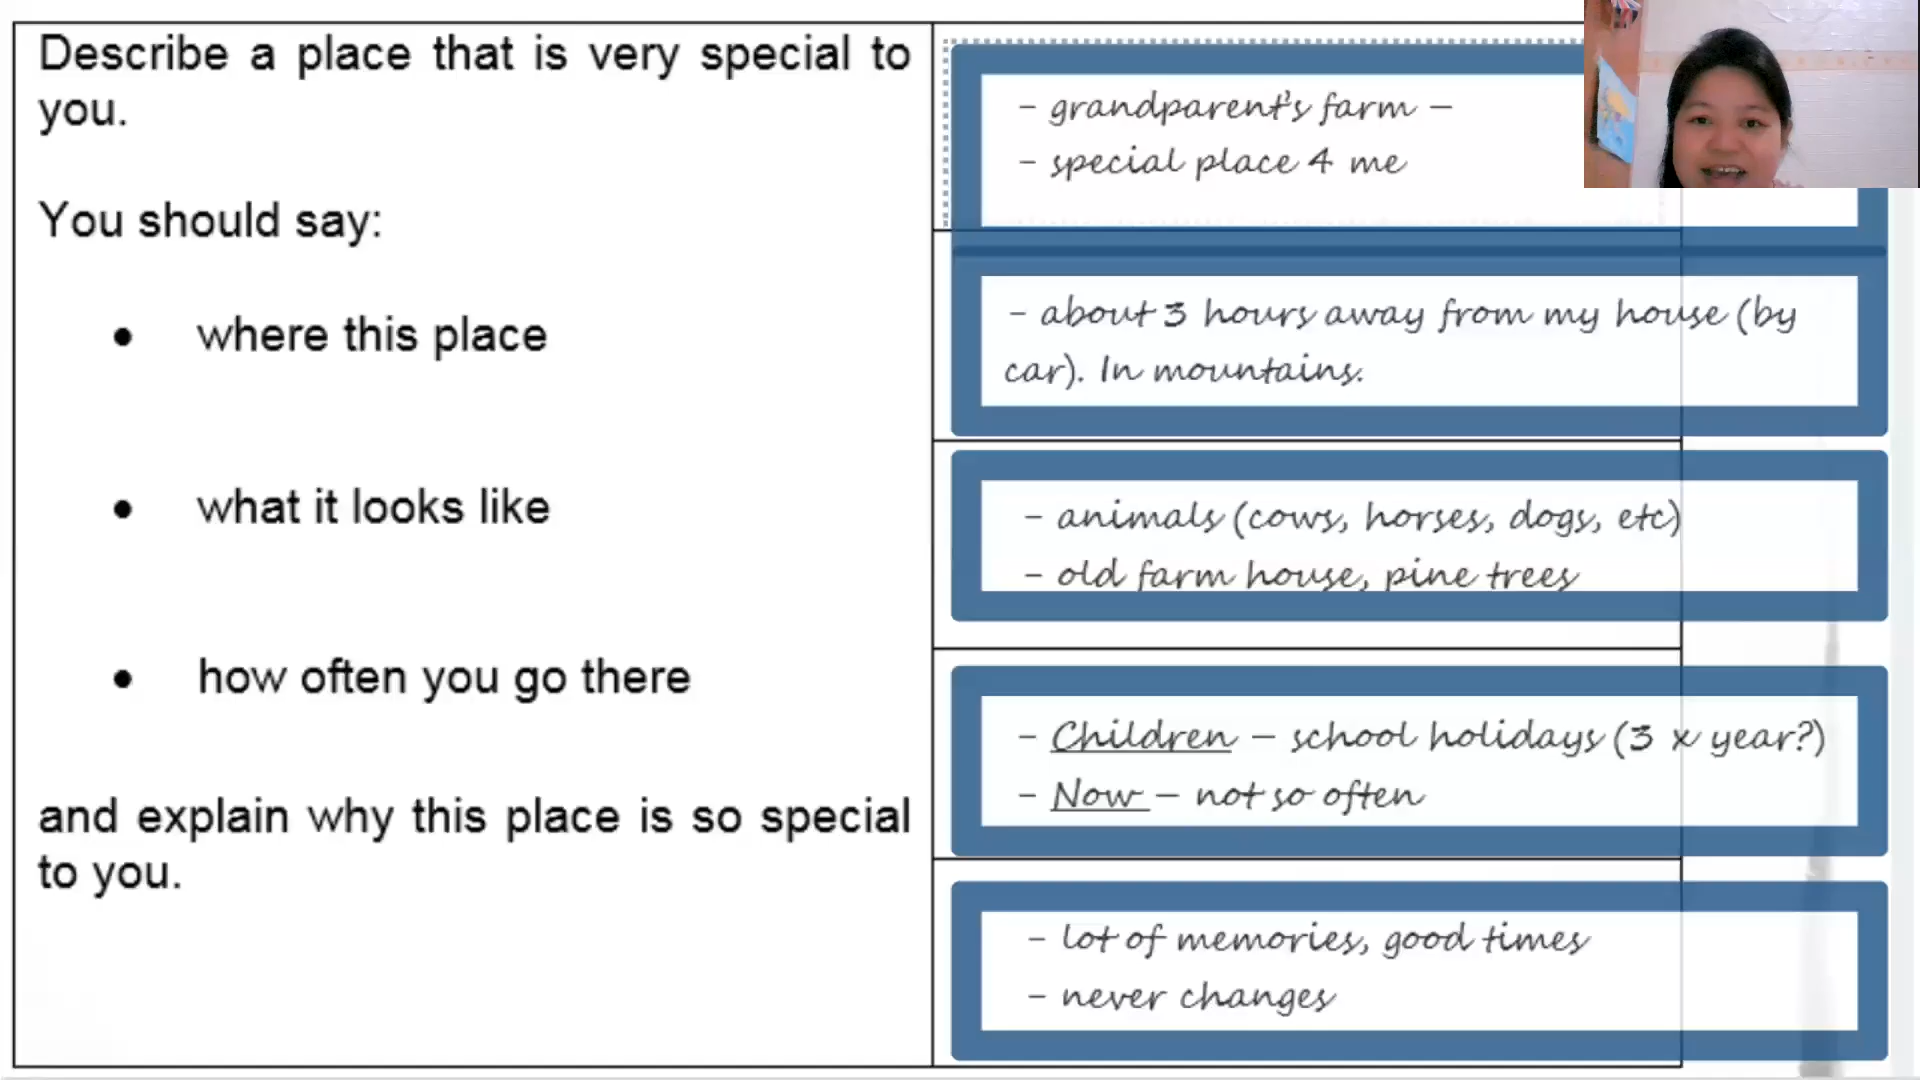 Describe a place that is very special to
you.
You should say:
• where this place
• what it looks like
• how often you go there
and explain why this place is so special
to you.
- grandparent's farm –
- special place 4 me
- about 3 hours away from my house (by
car). In mountains.
- animals (cows, horses, dogs, etc)
- old farm house, pine trees
- Children – school holidays (3 x year?)
- Now – not so often
- lot of memories, good times
- never changes